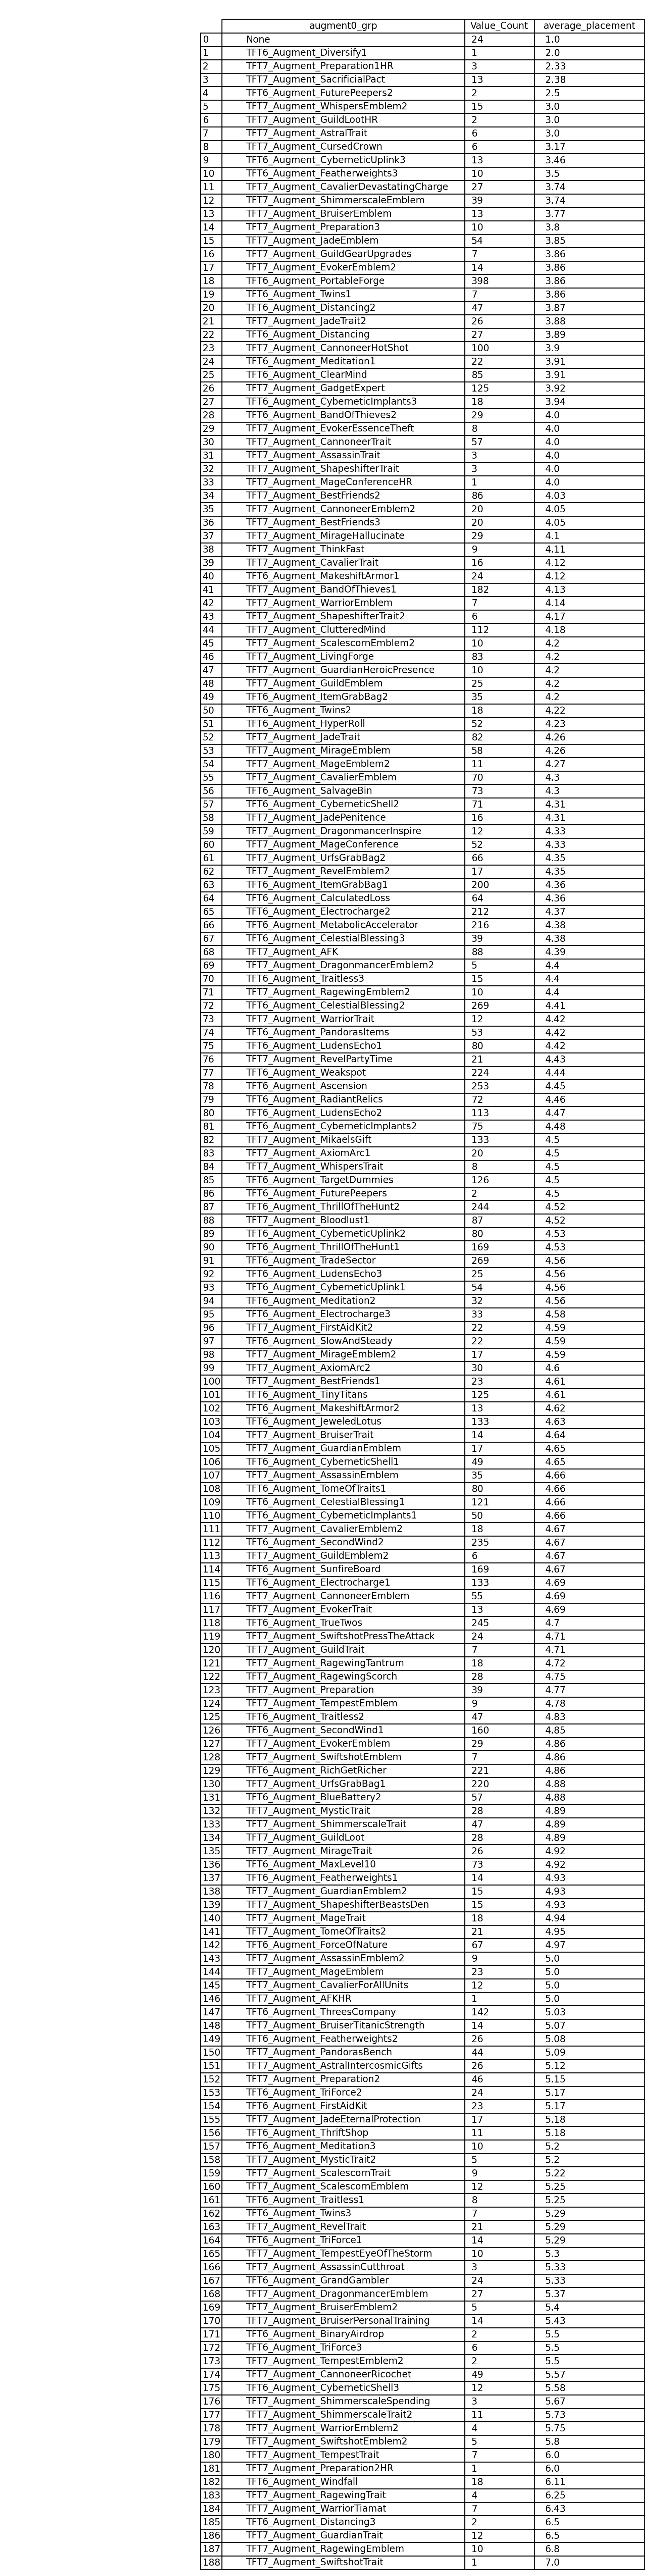 augment0_grp Value_Count average_placement
0 None 24 1.0
1 TFT6_Augment_Diversify1 1 2.0
2 TFT7_Augment_Preparation1HR 3 2.33
3 TFT7_Augment_SacrificialPact 13 2.38
4 TFT6_Augment_FuturePeepers2 2 2.5
5 TFT7_Augment_WhispersEmblem2 15 3.0
6 TFT7_Augment_GuildLootHR 2 3.0
7 TFT7_Augment_AstralTrait 6 3.0
8 TFT7_Augment_CursedCrown 6 3.17
9 TFT6_Augment_CyberneticUplink3 13 3.46
10 TFT6_Augment_Featherweights3 10 3.5
11 TFT7_Augment_CavalierDevastatingCharge 27 3.74
12 TFT7_Augment_ShimmerscaleEmblem 39 3.74
13 TFT7_Augment_BruiserEmblem 13 3.77
14 TFT7_Augment_Preparation3 10 3.8
15 TFT7_Augment_JadeEmblem 54 3.85
16 TFT7_Augment_GuildGearUpgrades 7 3.86
17 TFT7_Augment_EvokerEmblem2 14 3.86
18 TFT6_Augment_PortableForge 398 3.86
19 TFT6_Augment_Twins1 7 3.86
20 TFT6_Augment_Distancing2 47 3.87
21 TFT7_Augment_JadeTrait2 26 3.88
22 TFT6_Augment_Distancing 27 3.89
23 TFT7_Augment_CannoneerHotShot 100 3.9
24 TFT6_Augment_Meditation1 22 3.91
25 TFT6_Augment_ClearMind 85 3.91
26 TFT7_Augment_GadgetExpert 125 3.92
27 TFT6_Augment_CyberneticImplants3 18 3.94
28 TFT6_Augment_BandOfThieves2 29 4.0
29 TFT7_Augment_EvokerEssenceTheft 8 4.0
30 TFT7_Augment_CannoneerTrait 57 4.0
31 TFT7_Augment_AssassinTrait 3 4.0
32 TFT7_Augment_ShapeshifterTrait 3 4.0
33 TFT7_Augment_MageConferenceHR 1 4.0
34 TFT7_Augment_BestFriends2 86 4.03
35 TFT7_Augment_CannoneerEmblem2 20 4.05
36 TFT7_Augment_BestFriends3 20 4.05
37 TFT7_Augment_MirageHallucinate 29 4.1
38 TFT7_Augment_ThinkFast 9 4.11
39 TFT7_Augment_CavalierTrait 16 4.12
40 TFT6_Augment_MakeshiftArmor1 24 4.12
41 TFT7_Augment_BandOfThieves1 182 4.13
42 TFT7_Augment_WarriorEmblem 7 4.14
43 TFT7_Augment_ShapeshifterTrait2 6 4.17
44 TFT7_Augment_ClutteredMind 112 4.18
45 TFT7_Augment_ScalescornEmblem2 10 4.2
46 TFT7_Augment_LivingForge 83 4.2
47 TFT7_Augment_GuardianHeroicPresence 10 4.2
48 TFT7_Augment_GuildEmblem 25 4.2
49 TFT6_Augment_ItemGrabBag2 35 4.2
50 TFT6_Augment_Twins2 18 4.22
51 TFT6_Augment_HyperRoll 52 4.23
52 TFT7_Augment_JadeTrait 82 4.26
53 TFT7_Augment_MirageEmblem 58 4.26
54 TFT7_Augment_MageEmblem2 11 4.27
55 TFT7_Augment_CavalierEmblem 70 4.3
56 TFT6_Augment_SalvageBin 73 4.3
57 TFT6_Augment_CyberneticShell2 71 4.31
58 TFT7_Augment_JadePenitence 16 4.31
59 TFT7_Augment_DragonmancerInspire 12 4.33
60 TFT7_Augment_MageConference 52 4.33
61 TFT7_Augment_UrfsGrabBag2 66 4.35
62 TFT7_Augment_RevelEmblem2 17 4.35
63 TFT6_Augment_ItemGrabBag1 200 4.36
64 TFT6_Augment_CalculatedLoss 64 4.36
65 TFT6_Augment_Electrocharge2 212 4.37
66 TFT6_Augment_MetabolicAccelerator 216 4.38
67 TFT6_Augment_CelestialBlessing3 39 4.38
68 TFT7_Augment_AFK 88 4.39
69 TFT7_Augment_DragonmancerEmblem2 5 4.4
70 TFT6_Augment_Traitless3 15 4.4
71 TFT7_Augment_RagewingEmblem2 10 4.4
72 TFT6_Augment_CelestialBlessing2 269 4.41
73 TFT7_Augment_WarriorTrait 12 4.42
74 TFT6_Augment_PandorasItems 53 4.42
75 TFT6_Augment_LudensEcho1 80 4.42
76 TFT7_Augment_RevelPartyTime 21 4.43
77 TFT6_Augment_Weakspot 224 4.44
78 TFT6_Augment_Ascension 253 4.45
79 TFT6_Augment_RadiantRelics 72 4.46
80 TFT6_Augment_LudensEcho2 113 4.47
81 TFT6_Augment_CyberneticImplants2 75 4.48
82 TFT7_Augment_MikaelsGift 133 4.5
83 TFT7_Augment_AxiomArc1 20 4.5
84 TFT7_Augment_WhispersTrait 8 4.5
85 TFT6_Augment_TargetDummies 126 4.5
86 TFT6_Augment_FuturePeepers 2 4.5
87 TFT6_Augment_ThrillOfTheHunt2 244 4.52
88 TFT7_Augment_Bloodlust1 87 4.52
89 TFT6_Augment_CyberneticUplink2 80 4.53
90 TFT6_Augment_ThrillOfTheHunt1 169 4.53
91 TFT6_Augment_TradeSector 269 4.56
92 TFT6_Augment_LudensEcho3 25 4.56
93 TFT6_Augment_CyberneticUplink1 54 4.56
94 TFT6_Augment_Meditation2 32 4.56
95 TFT6_Augment_Electrocharge3 33 4.58
96 TFT7_Augment_FirstAidKit2 22 4.59
97 TFT6_Augment_SlowAndSteady 22 4.59
98 TFT7_Augment_MirageEmblem2 17 4.59
99 TFT7_Augment_AxiomArc2 30 4.6
100 TFT7_Augment_BestFriends1 23 4.61
101 TFT6_Augment_TinyTitans 125 4.61
102 TFT6_Augment_MakeshiftArmor2 13 4.62
103 TFT6_Augment_JeweledLotus 133 4.63
104 TFT7_Augment_BruiserTrait 14 4.64
105 TFT7_Augment_GuardianEmblem 17 4.65
106 TFT6_Augment_CyberneticShell1 49 4.65
107 TFT7_Augment_AssassinEmblem 35 4.66
108 TFT6_Augment_TomeOfTraits1 80 4.66
109 TFT6_Augment_CelestialBlessing1 121 4.66
110 TFT6_Augment_CyberneticImplants1 50 4.66
111 TFT7_Augment_CavalierEmblem2 18 4.67
112 TFT6_Augment_SecondWind2 235 4.67
113 TFT7_Augment_GuildEmblem2 6 4.67
114 TFT6_Augment_SunfireBoard 169 4.67
115 TFT6_Augment_Electrocharge1 133 4.69
116 TFT7_Augment_CannoneerEmblem 55 4.69
117 TFT7_Augment_EvokerTrait 13 4.69
118 TFT6_Augment_TrueTwos 245 4.7
119 TFT7_Augment_SwiftshotPressTheAttack 24 4.71
120 TFT7_Augment_GuildTrait 7 4.71
121 TFT7_Augment_RagewingTantrum 18 4.72
122 TFT7_Augment_RagewingScorch 28 4.75
123 TFT7_Augment_Preparation 39 4.77
124 TFT7_Augment_TempestEmblem 9 4.78
125 TFT6_Augment_Traitless2 47 4.83
126 TFT6_Augment_SecondWind1 160 4.85
127 TFT7_Augment_EvokerEmblem 29 4.86
128 TFT7_Augment_SwiftshotEmblem 7 4.86
129 TFT6_Augment_RichGetRicher 221 4.86
130 TFT7_Augment_UrfsGrabBag1 220 4.88
131 TFT6_Augment_BlueBattery2 57 4.88
132 TFT7_Augment_MysticTrait 28 4.89
133 TFT7_Augment_ShimmerscaleTrait 47 4.89
134 TFT7_Augment_GuildLoot 28 4.89
135 TFT7_Augment_MirageTrait 26 4.92
136 TFT6_Augment_MaxLevel10 73 4.92
137 TFT6_Augment_Featherweights1 14 4.93
138 TFT7_Augment_GuardianEmblem2 15 4.93
139 TFT7_Augment_ShapeshifterBeastsDen 15 4.93
140 TFT7_Augment_MageTrait 18 4.94
141 TFT7_Augment_TomeOfTraits2 21 4.95
142 TFT6_Augment_ForceOfNature 67 4.97
143 TFT7_Augment_AssassinEmblem2 9 5.0
144 TFT7_Augment_MageEmblem 23 5.0
145 TFT7_Augment_CavalierForAllUnits 12 5.0
146 TFT7_Augment_AFKHR 1 5.0
147 TFT6_Augment_ThreesCompany 142 5.03
148 TFT7_Augment_BruiserTitanicStrength 14 5.07
149 TFT6_Augment_Featherweights2 26 5.08
150 TFT7_Augment_PandorasBench 44 5.09
151 TFT7_Augment_AstralIntercosmicGifts 26 5.12
152 TFT7_Augment_Preparation2 46 5.15
153 TFT6_Augment_TriForce2 24 5.17
154 TFT6_Augment_FirstAidKit 23 5.17
155 TFT7_Augment_JadeEternalProtection 17 5.18
156 TFT6_Augment_ThriftShop 11 5.18
157 TFT6_Augment_Meditation3 10 5.2
158 TFT7_Augment_MysticTrait2 5 5.2
159 TFT7_Augment_ScalescornTrait 9 5.22
160 TFT7_Augment_ScalescornEmblem 12 5.25
161 TFT6_Augment_Traitless1 8 5.25
162 TFT6_Augment_Twins3 7 5.29
163 TFT7_Augment_RevelTrait 21 5.29
164 TFT6_Augment_TriForce1 14 5.29
165 TFT7_Augment_TempestEyeOfTheStorm 10 5.3
166 TFT7_Augment_AssassinCutthroat 3 5.33
167 TFT6_Augment_GrandGambler 24 5.33
168 TFT7_Augment_DragonmancerEmblem 27 5.37
169 TFT7_Augment_BruiserEmblem2 5 5.4
170 TFT7_Augment_BruiserPersonalTraining 14 5.43
171 TFT6_Augment_BinaryAirdrop 2 5.5
172 TFT6_Augment_TriForce3 6 5.5
173 TFT7_Augment_TempestEmblem2 2 5.5
174 TFT7_Augment_CannoneerRicochet 49 5.57
175 TFT6_Augment_CyberneticShell3 12 5.58
176 TFT7_Augment_ShimmerscaleSpending 3 5.67
177 TFT7_Augment_ShimmerscaleTrait2 11 5.73
178 TFT7_Augment_WarriorEmblem2 4 5.75
179 TFT7_Augment_SwiftshotEmblem2 5 5.8
180 TFT7_Augment_TempestTrait 7 6.0
181 TFT7_Augment_Preparation2HR 1 6.0
182 TFT6_Augment_Windfall 18 6.11
183 TFT7_Augment_RagewingTrait 4 6.25
184 TFT7_Augment_WarriorTiamat 7 6.43
185 TFT6_Augment_Distancing3 2 6.5
186 TFT7_Augment_GuardianTrait 12 6.5
187 TFT7_Augment_RagewingEmblem 10 6.8
188 TFT7_Augment_SwiftshotTrait 1 7.0